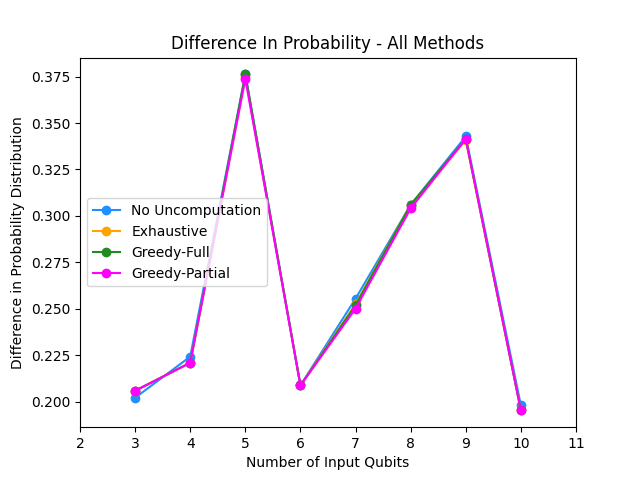 Difference In Probability - All Methods
Difference in Probability Distribution
0.375
0.350
0.325
0.300
0.275
0.250
0.225
0.200
No Uncomputation
Exhaustive
Greedy-Full
Greedy-Partial
2 3 4 5 6 7 8 9 10 11
Number of Input Qubits